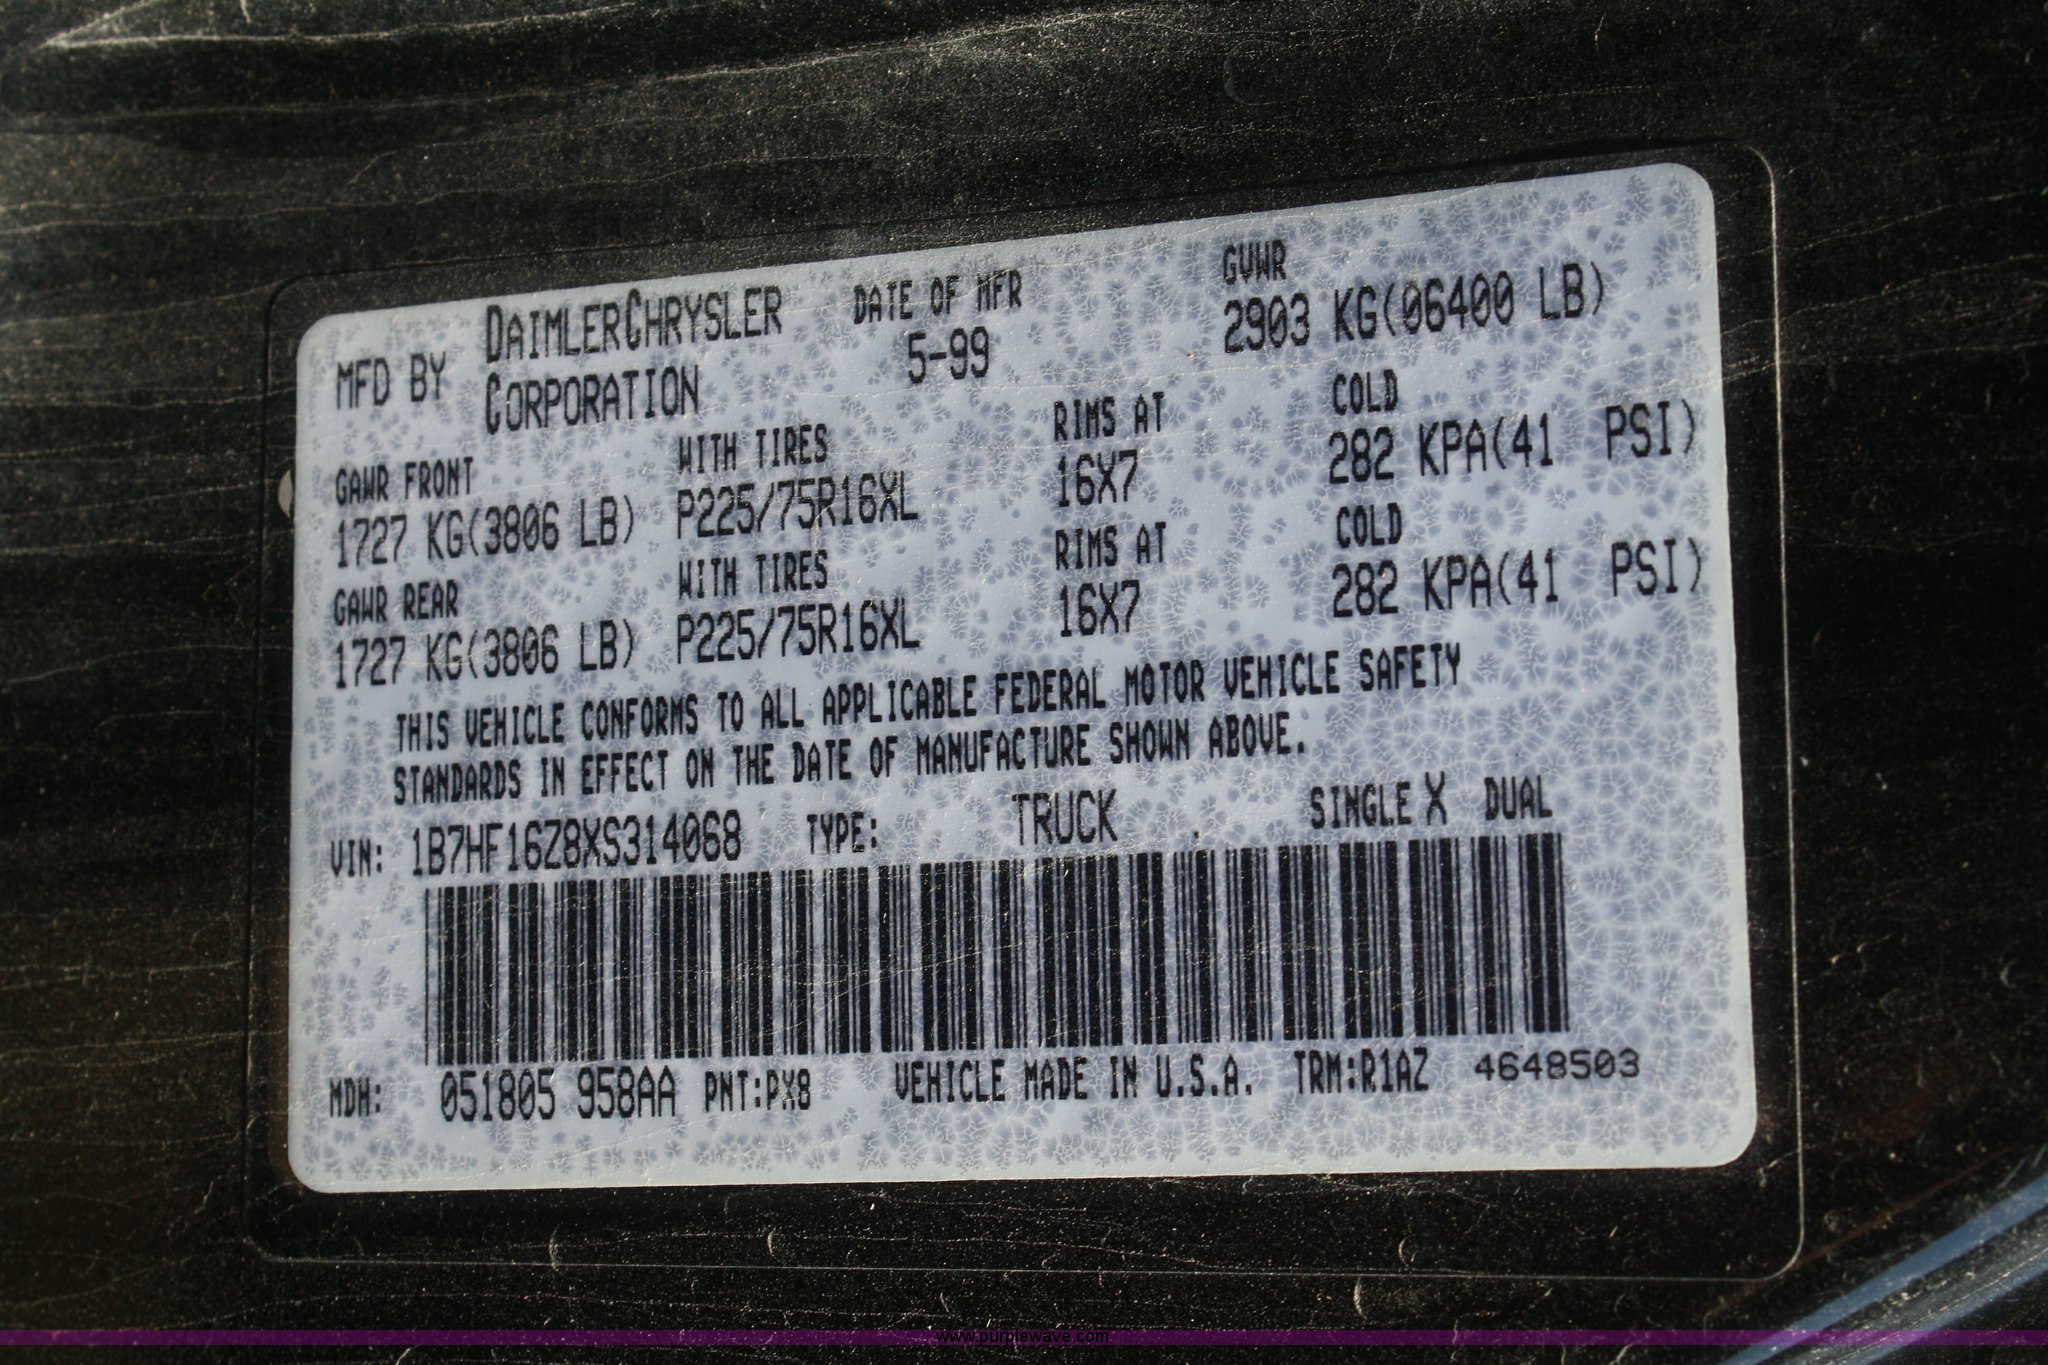 MFD BY DAIMLERCHRYSLER CORPORATION DATE OF MFR 5-99 GVWR 2903 KG(06400 LB)
GAWR FRONT WITH TIRES RIMS AT COLD
1727 KG(3806 LB) P225/75R16XL 16X7 282 KPA(41 PSI)
GAWR REAR WITH TIRES RIMS AT COLD
1727 KG(3806 LB) P225/75R16XL 16X7 282 KPA(41 PSI)
THIS VEHICLE CONFORMS TO ALL APPLICABLE FEDERAL MOTOR VEHICLE SAFETY
STANDARDS IN EFFECT ON THE DATE OF MANUFACTURE SHOWN ABOVE.
VIN: 1B7HF16Z8XS314068 TYPE: TRUCK SINGLE X DUAL
MDH: 051805 958AA PNT:PX8 VEHICLE MADE IN U.S.A. TRM:R1AZ 4648503
www.purplewave.com